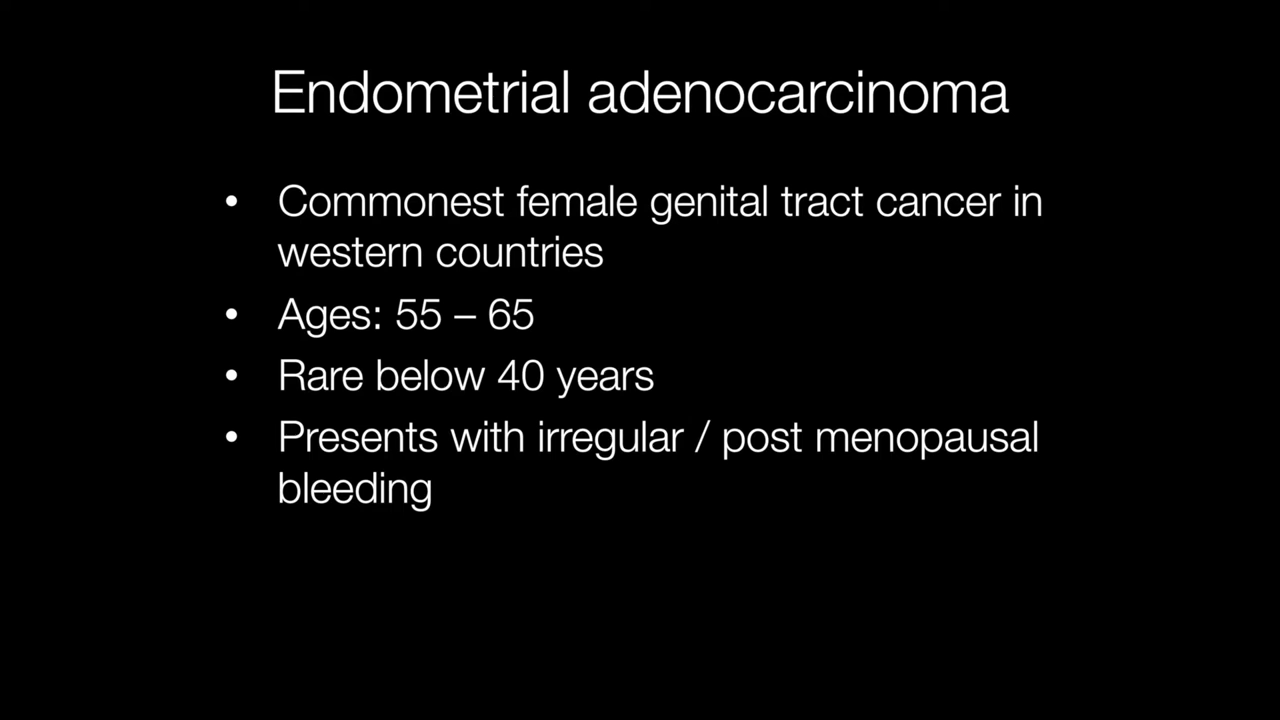 Endometrial adenocarcinoma
• Commonest female genital tract cancer in
western countries
• Ages: 55 – 65
• Rare below 40 years
• Presents with irregular / post menopausal
bleeding